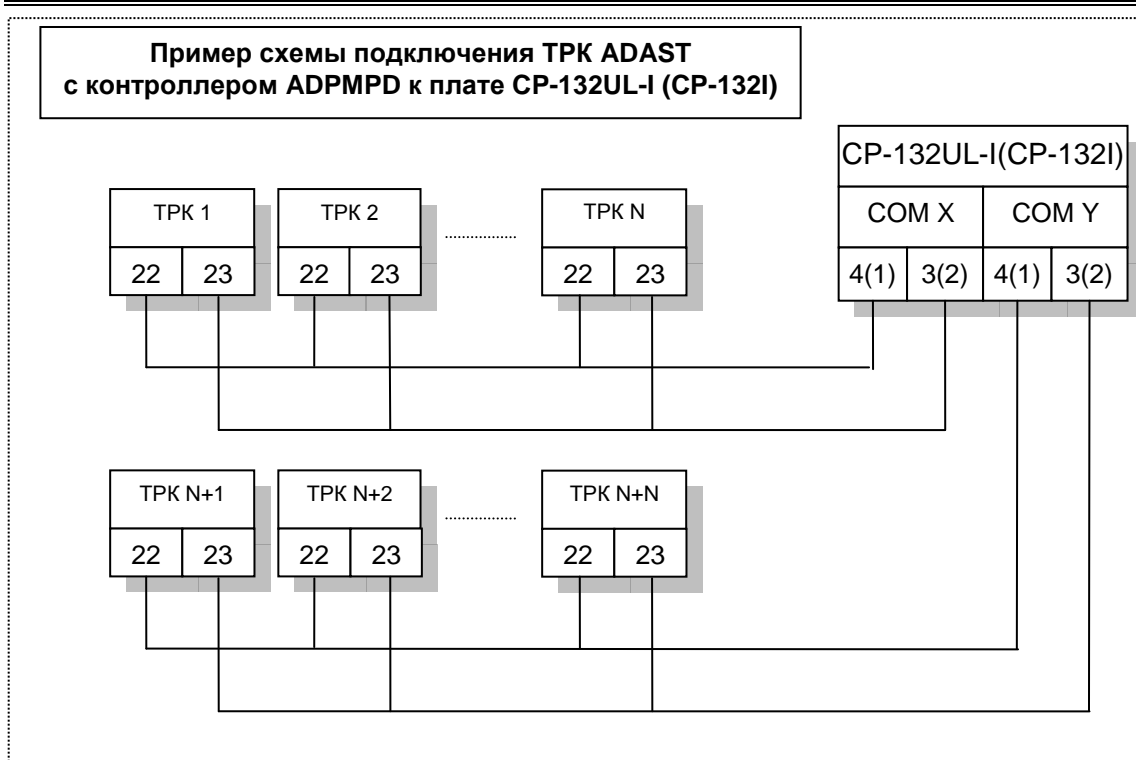 Пример схемы подключения ТРК ADAST
с контроллером ADPMPD к плате CP-132UL-I (CP-132I)
CP-132UL-I(CP-132I)
COM X COM Y
4(1) 3(2) 4(1) 3(2)
ТРК 1 ТРК 2 ТРК N
22 23 22 23 22 23
ТРК N+1 ТРК N+2 ТРК N+N
22 23 22 23 22 23